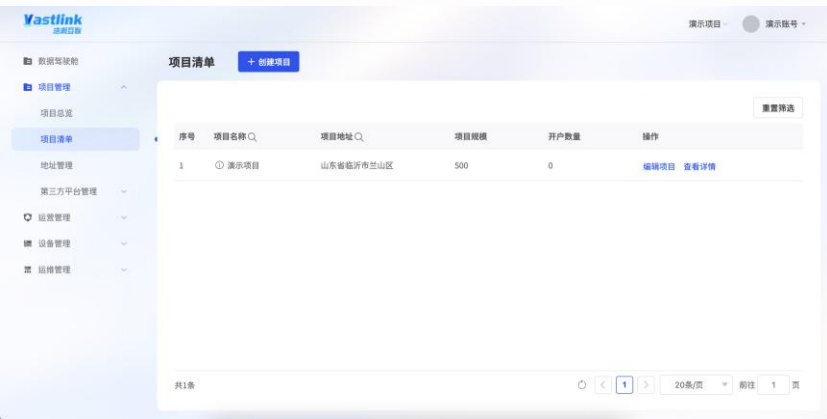 Vastlink
演示项目
演示账号
数据驾驶舱
项目管理
项目总览
项目清单
地址管理
第三方平台管理
运营管理
设备管理
运维管理
项目清单
+ 创建项目
重置筛选
序号 项目名称 项目地址 项目规模 开户数量 操作
1 演示项目 山东省临沂市兰山区 500 0 编辑项目 查看详情
共1条
1 20条/页 前往 1 页